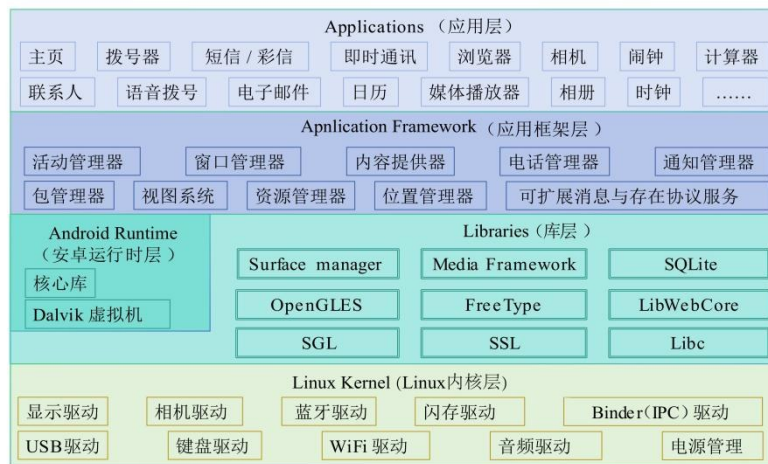 Applications （应用层）
主页 拨号器 短信 / 彩信 即时通讯 浏览器 相机 闹钟 计算器
联系人 语音拨号 电子邮件 日历 媒体播放器 相册 时钟 ……
Apnlication Framework（应用框架层）
活动管理器 窗口管理器 内容提供器 电话管理器 通知管理器
包管理器 视图系统 资源管理器 位置管理器 可扩展消息与存在协议服务
Android Runtime
（安卓运行时层）
核心库
Dalvik 虚拟机
Libraries（库层）
Surface manager Media Framework SQLite
OpenGLES FreeType LibWebCore
SGL SSL Libc
Linux Kernel (Linux内核层)
显示驱动 相机驱动 蓝牙驱动 闪存驱动 Binder(IPC) 驱动
USB驱动 键盘驱动 WiFi 驱动 音频驱动 电源管理